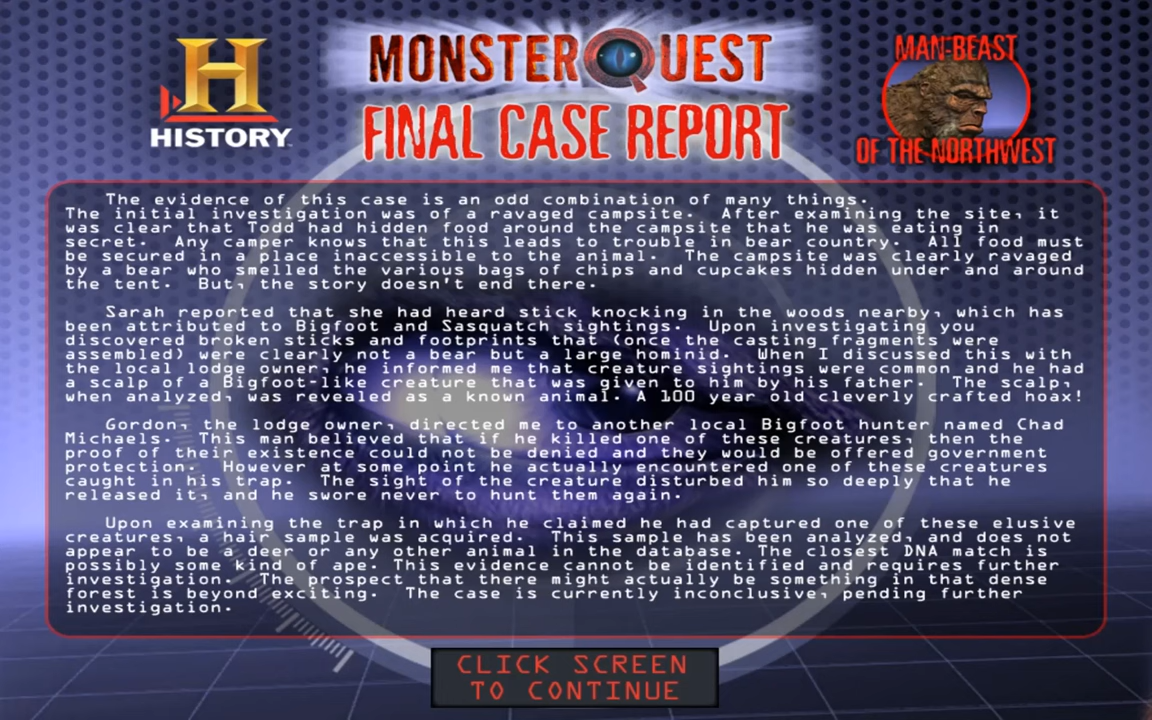 H
HISTORY
MONSTERQUEST
FINAL CASE REPORT
MAN-BEAST
OF THE NORTHWEST
The evidence of this case is an odd combination of many things.
The initial investigation was of a ravaged campsite. After examining the site, it
was clear that Todd had hidden food around the campsite that he was eating in
secret. Any camper knows that this leads to trouble in bear country. All food must
be secured in a place inaccessible to the animal. The campsite was clearly ravaged
by a bear who smelled the various bags of chips and cupcakes hidden under and around
the tent. But, the story doesn't end there.
Sarah reported that she had heard stick knocking in the woods nearby, which has
been attributed to Bigfoot and Sasquatch sightings. Upon investigating you
discovered broken sticks and footprints that (once the casting fragments were
assembled) were clearly not a bear but a large hominid. When I discussed this with
the local lodge owner, he informed me that creature sightings were common and he had
a scalp of a Bigfoot-like creature that was given to him by his father. The scalp,
when analyzed, was revealed as a known animal. A 100 year old cleverly crafted hoax!
Gordon, the lodge owner, directed me to another local Bigfoot hunter named Chad
Michaels. This man believed that if he killed one of these creatures, then the
proof of their existence could not be denied and they would be offered government
protection. However at some point he actually encountered one of these creatures
caught in his trap. The sight of the creature disturbed him so deeply that he
released it, and he swore never to hunt them again.
Upon examining the trap in which he claimed he had captured one of these elusive
creatures, a hair sample was acquired. This sample has been analyzed, and does not
appear to be a deer or any other animal in the database. The closest DNA match is
possibly some kind of ape. This evidence cannot be identified and requires further
investigation. The prospect that there might actually be something in that dense
forest is beyond exciting. The case is currently inconclusive, pending further
investigation.
CLICK SCREEN
TO CONTINUE